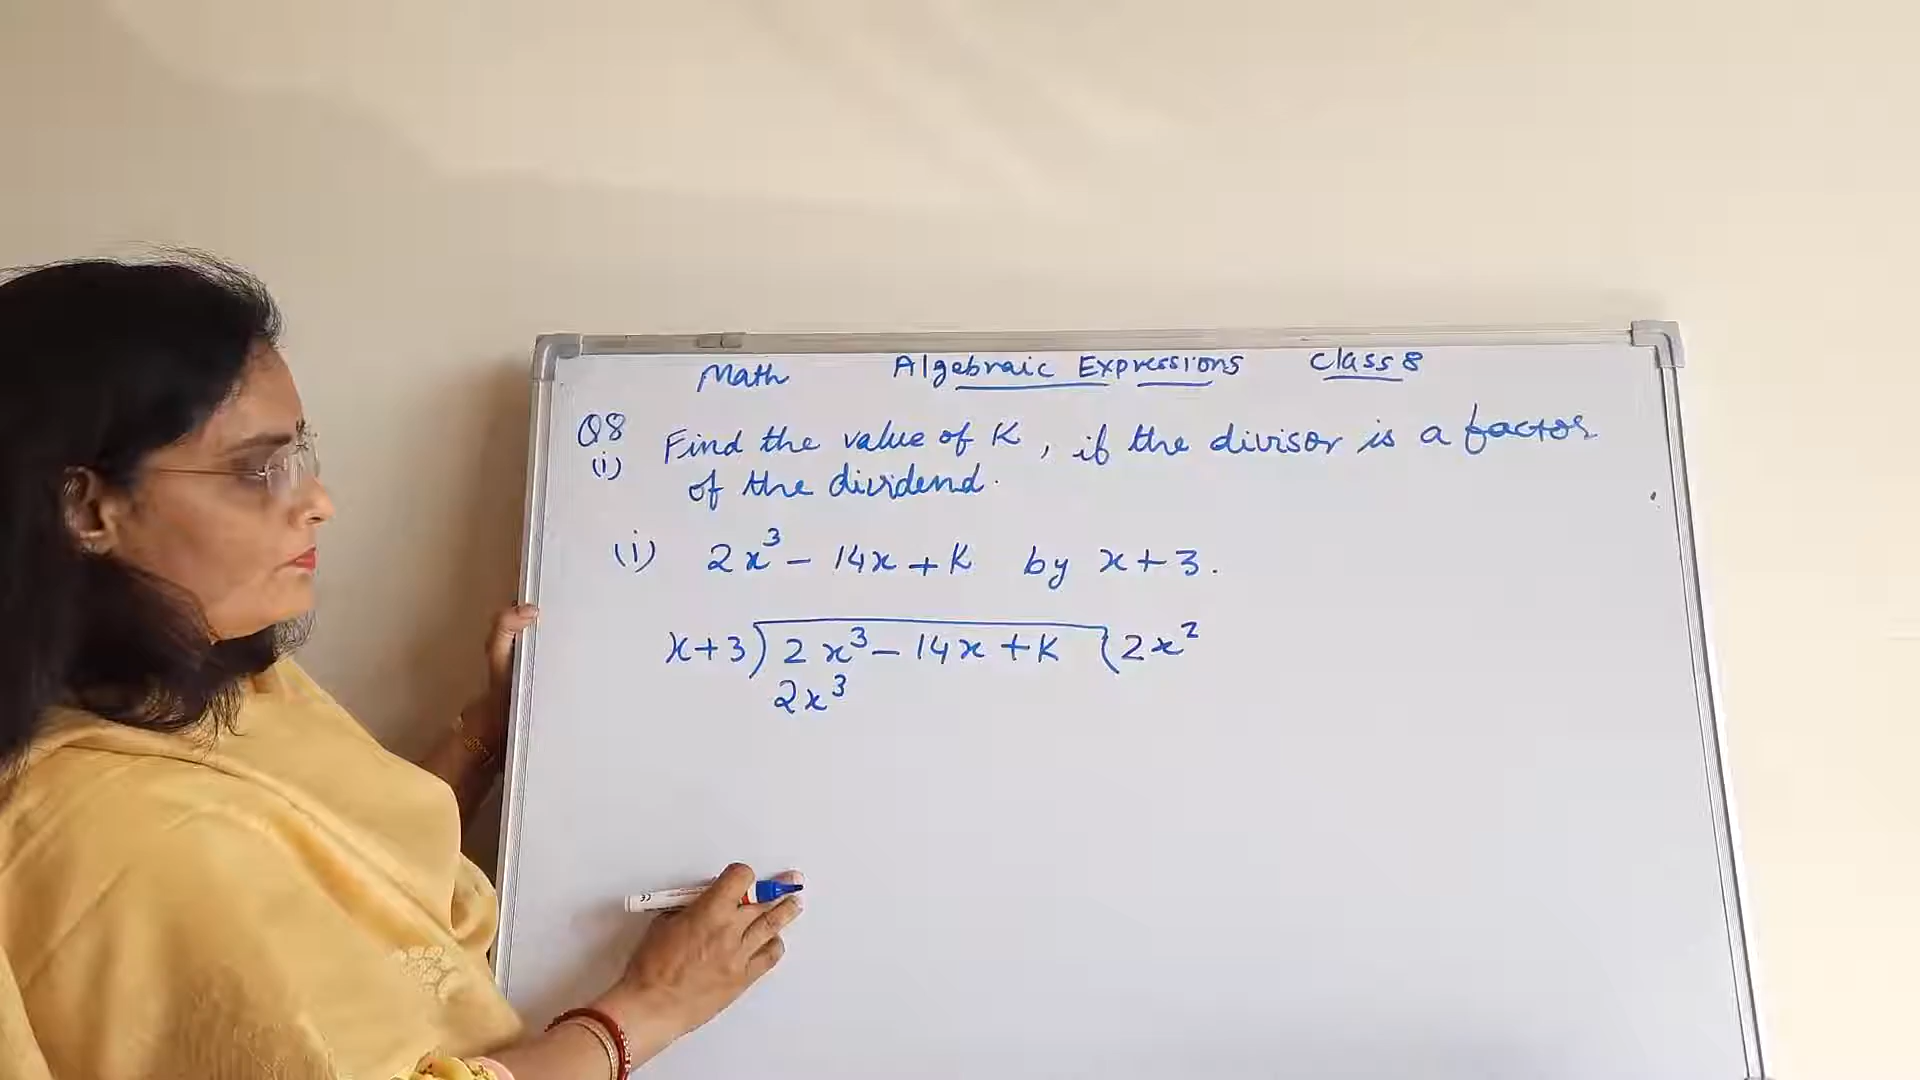 Math Algebraic Expressions Class 8
Q8 Find the value of K, if the divisor is a factor
(i) of the dividend.
(i) 2x³ - 14x + K by x + 3.
x+3) 2x³ - 14x + K (2x²
2x³